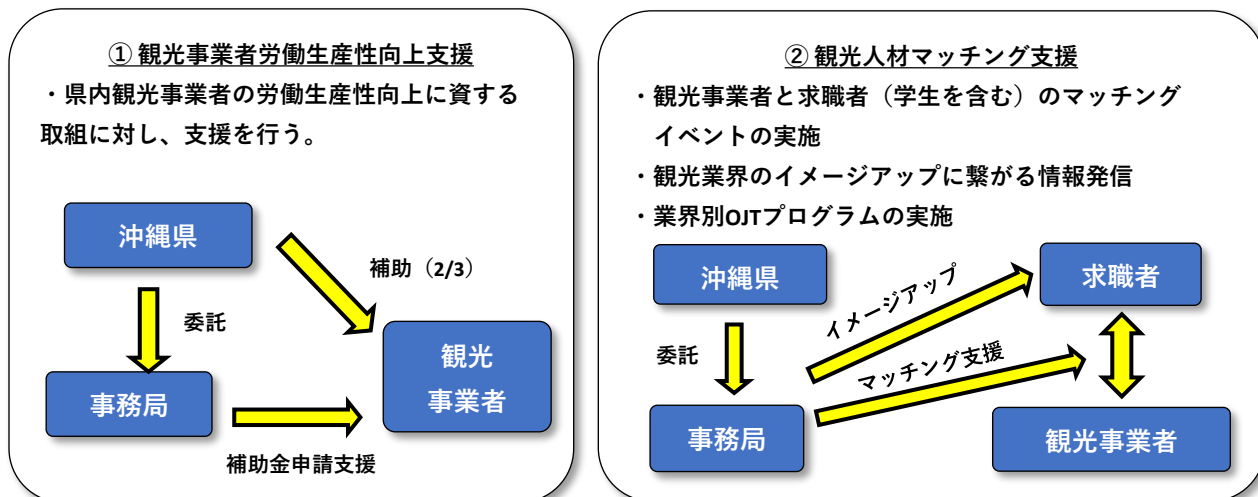 ① 観光事業者労働生産性向上支援
・県内観光事業者の労働生産性向上に資する
取組に対し、支援を行う。
沖縄県
補助（2/3）
委託
観光
事業者
事務局
補助金申請支援
② 観光人材マッチング支援
・観光事業者と求職者（学生を含む）のマッチング
イベントの実施
・観光業界のイメージアップに繋がる情報発信
・業界別OJTプログラムの実施
沖縄県
イメージアップ
求職者
委託
マッチング支援
事務局
観光事業者